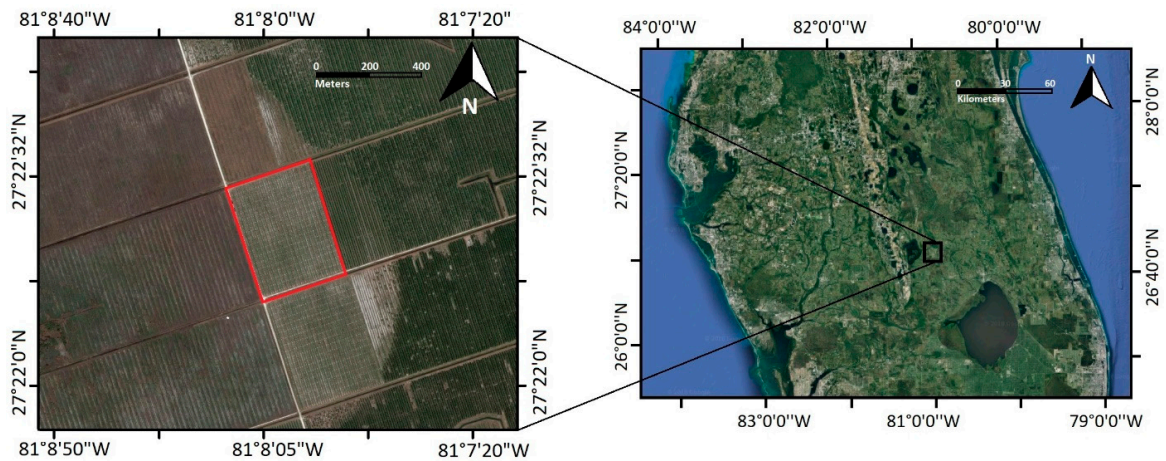 81°8'40"W 81°8'0"W 81°7'20"W
84°0'0"W 82°0'0"W 80°0'0"W
0 200 400
Meters
N
27°22'32"N
27°22'0"N
27°22'32"N
27°22'0"N
81°8'50"W 81°8'05"W 81°7'20"W
N
0 30 60
Kilometers
27°20'0"N
26°0'0"N
28°0'0"N
26°40'0"N
83°0'0"W 81°0'0"W 79°0'0"W